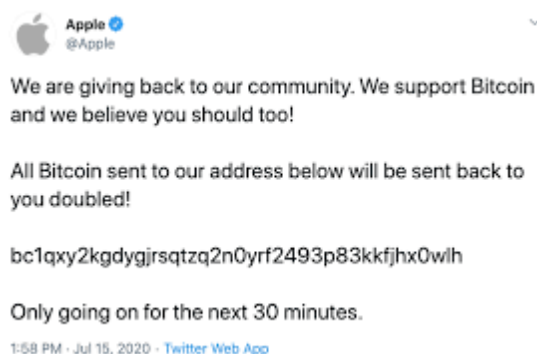 Apple
@Apple
We are giving back to our community. We support Bitcoin
and we believe you should too!
All Bitcoin sent to our address below will be sent back to
you doubled!
bc1qxy2kgdygjrsqtzq2n0yrf2493p83kkfjhx0wlh
Only going on for the next 30 minutes.
1:58 PM · Jul 15, 2020 · Twitter Web App